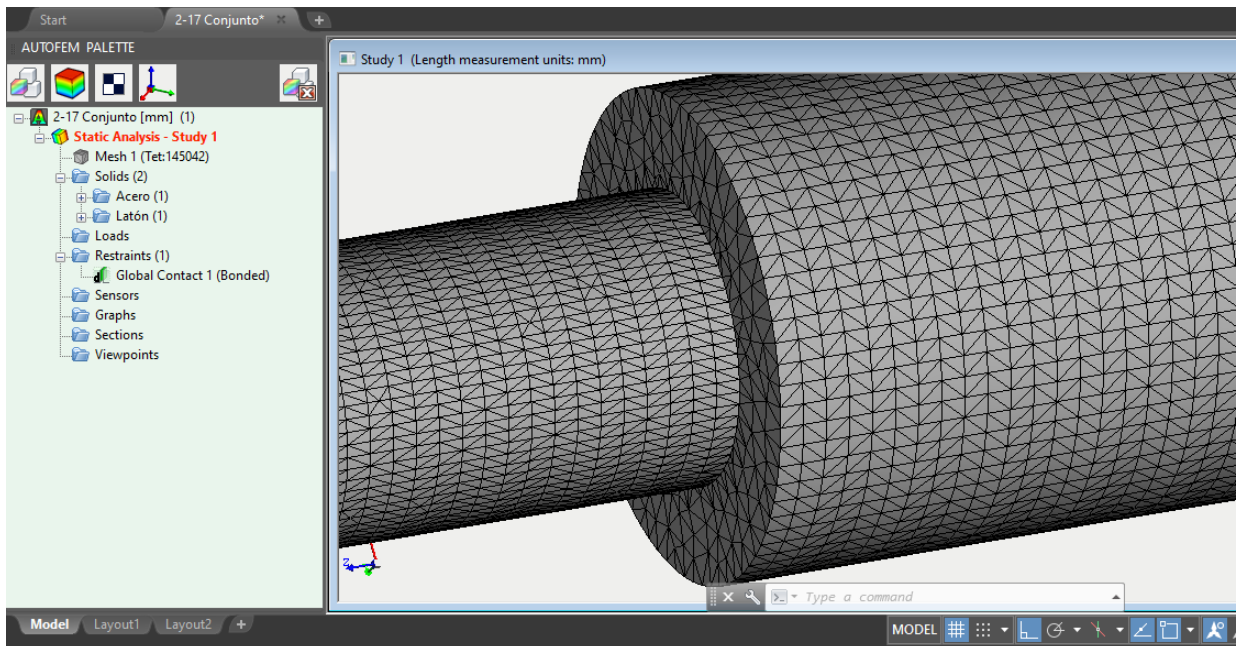 Start
2-17 Conjunto*
AUTOFEM PALETTE
Study 1 (Length measurement units: mm)
2-17 Conjunto [mm] (1)
Static Analysis - Study 1
Mesh 1 (Tet:145042)
Solids (2)
Acero (1)
Latón (1)
Loads
Restraints (1)
Global Contact 1 (Bonded)
Sensors
Graphs
Sections
Viewpoints
Z
Type a command
Model Layout1 Layout2 +
MODEL